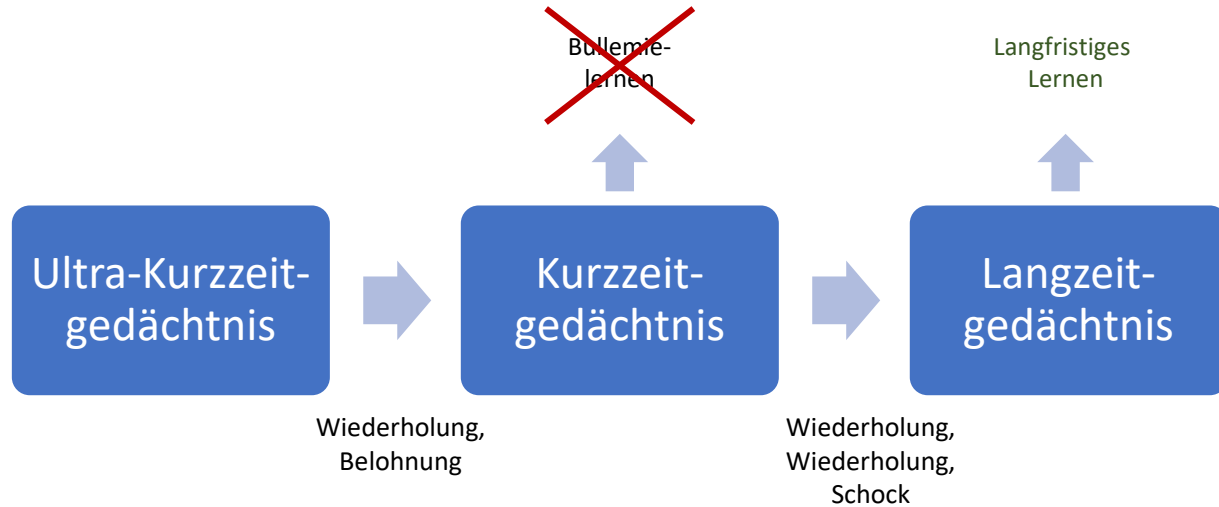 Bullemie-
lernen
Langfristiges
Lernen
Ultra-Kurzzeit-
gedächtnis
Kurzzeit-
gedächtnis
Langzeit-
gedächtnis
Wiederholung,
Belohnung
Wiederholung,
Wiederholung,
Schock